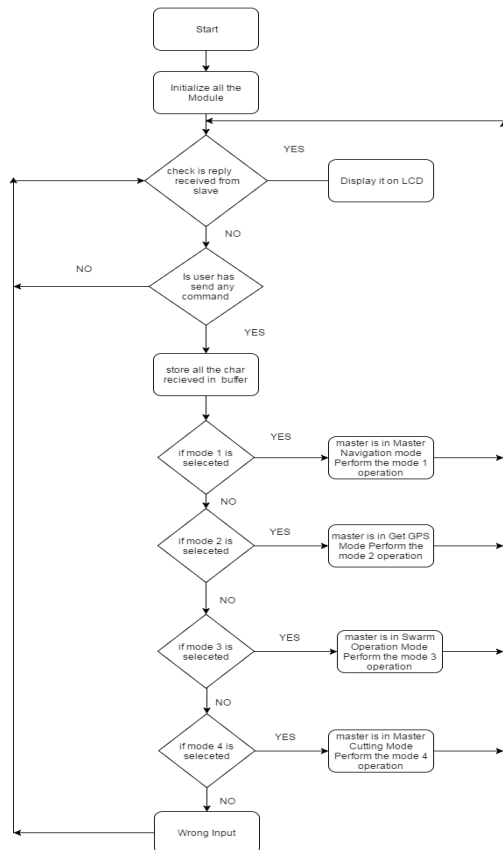 Start
Initialize all the
Module
YES
check is reply
received from
slave
Display it on LCD
NO
NO
Is user has
send any
command
YES
store all the char
recieved in buffer
YES
if mode 1 is
seleceted
master is in Master
Navigation mode
Perform the mode 1
operation
NO
YES
if mode 2 is
seleceted
master is in Get GPS
Mode Perform the
mode 2 operation
NO
YES
if mode 3 is
seleceted
master is in Swarm
Operation Mode
Perform the mode 3
operation
NO
YES
if mode 4 is
seleceted
master is in Master
Cutting Mode
Perform the mode 4
operation
NO
Wrong Input